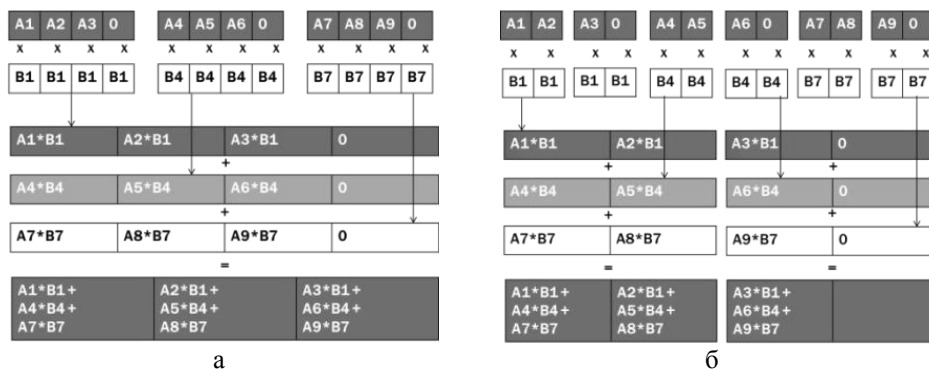 A1 A2 A3 0 A4 A5 A6 0 A7 A8 A9 0
x x x x x x x x x x x x
B1 B1 B1 B1 B4 B4 B4 B4 B7 B7 B7 B7
A1*B1 A2*B1 A3*B1 0
+
A4*B4 A5*B4 A6*B4 0
+
A7*B7 A8*B7 A9*B7 0
=
A1*B1+ A2*B1+ A3*B1+
A4*B4+ A5*B4+ A6*B4+
A7*B7 A8*B7 A9*B7
а
A1 A2 A3 0 A4 A5 A6 0 A7 A8 A9 0
x x x x x x x x x x x x
B1 B1 B1 B1 B4 B4 B4 B4 B7 B7 B7 B7
A1*B1 A2*B1 A3*B1 0
+ +
A4*B4 A5*B4 A6*B4 0
+ +
A7*B7 A8*B7 A9*B7 0
= =
A1*B1+ A2*B1+ A3*B1+
A4*B4+ A5*B4+ A6*B4+
A7*B7 A8*B7 A9*B7
б